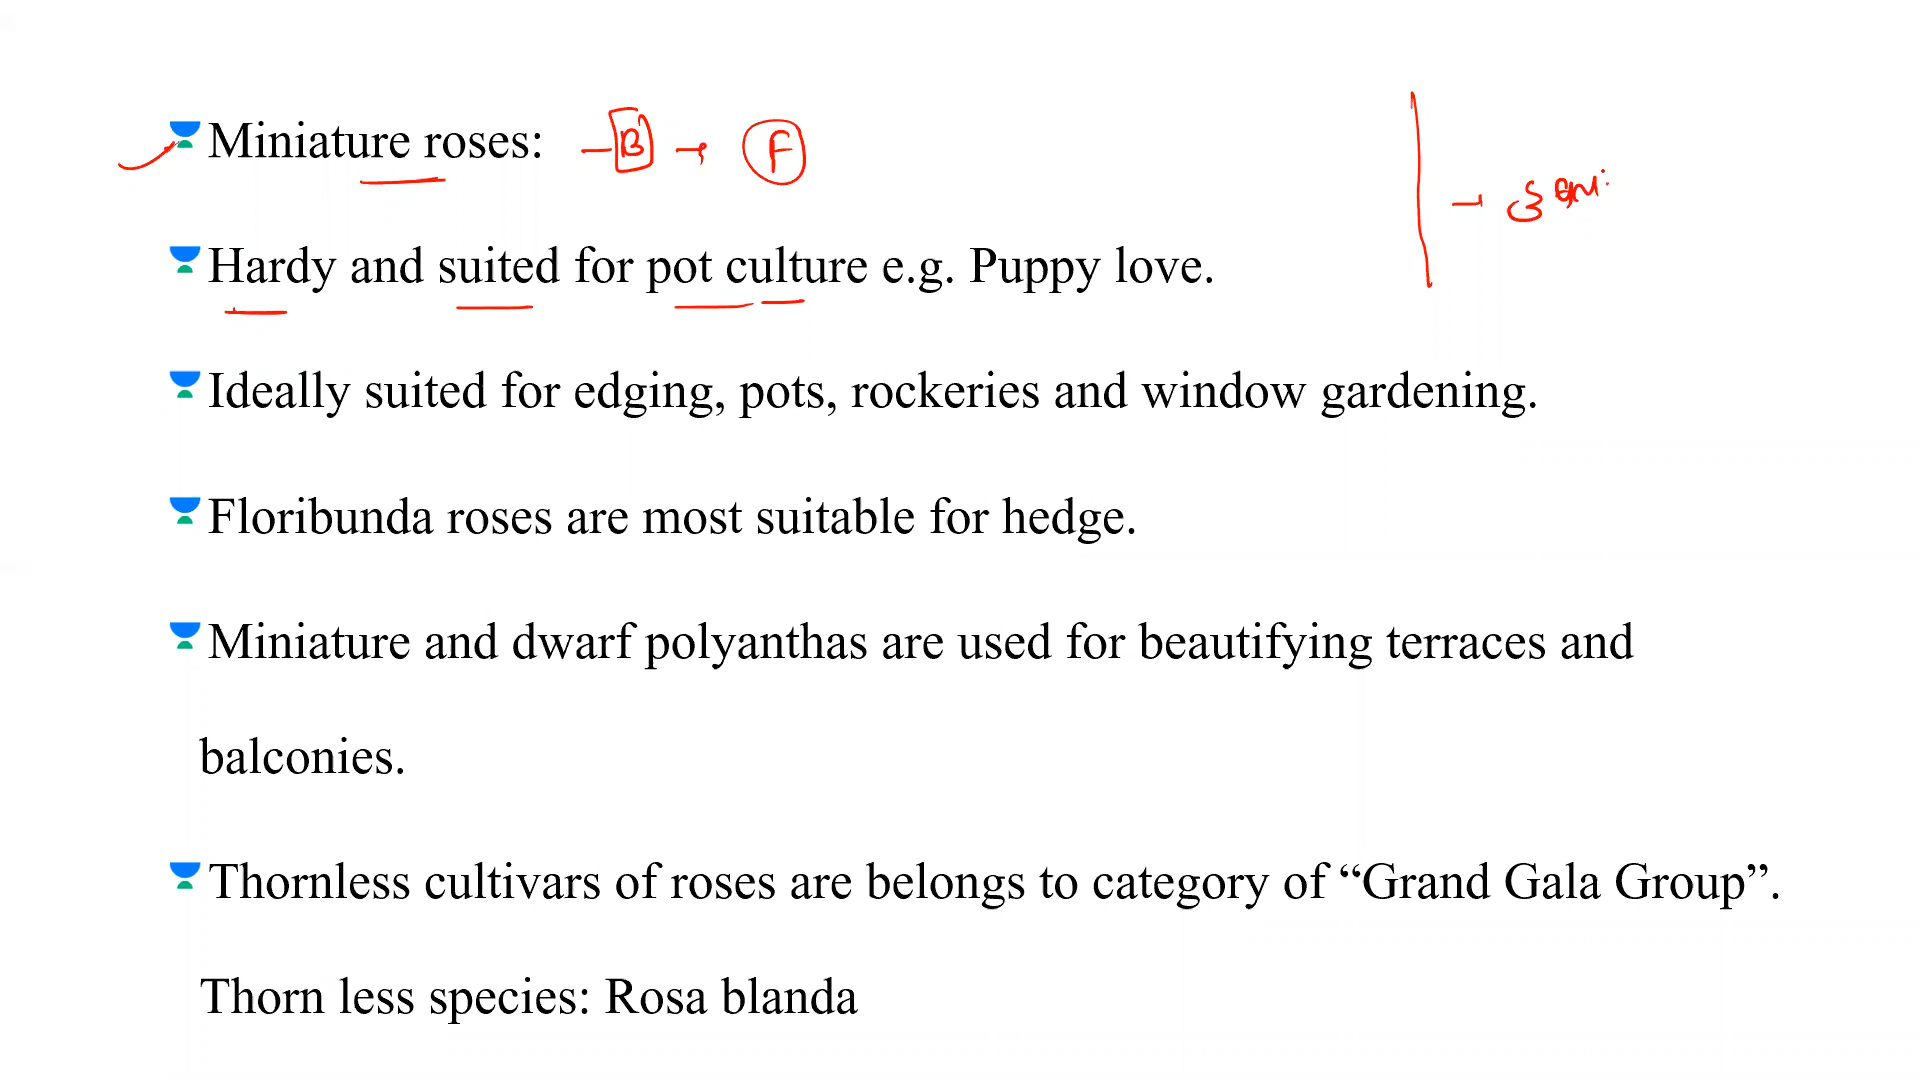 Miniature roses: - B → F
Hardy and suited for pot culture e.g. Puppy love.
Ideally suited for edging, pots, rockeries and window gardening.
Floribunda roses are most suitable for hedge.
Miniature and dwarf polyanthas are used for beautifying terraces and
balconies.
Thornless cultivars of roses are belongs to category of “Grand Gala Group”.
Thorn less species: Rosa blanda